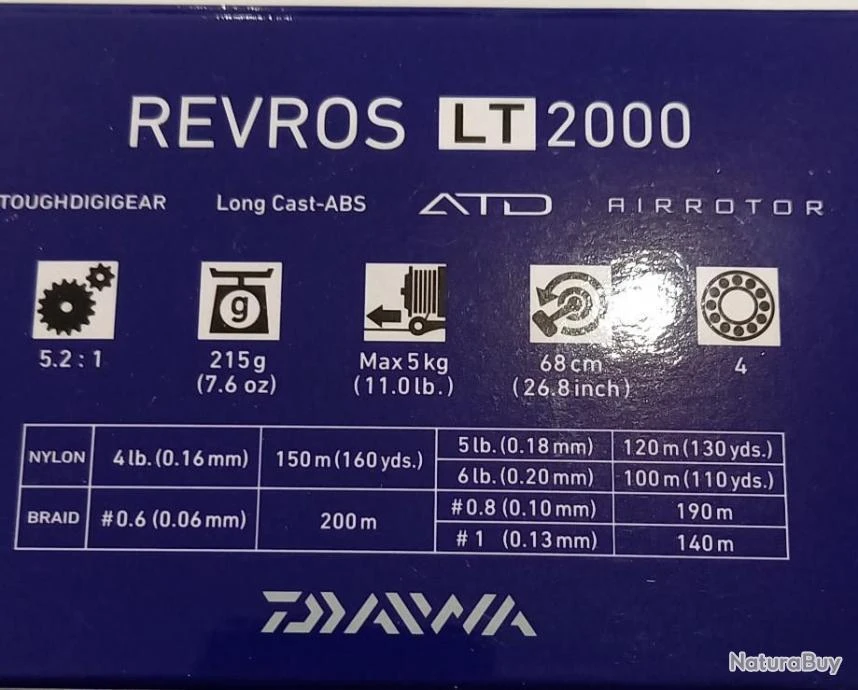 REVROS LT 2000
TOUGHDIGIGEAR Long Cast-ABS ATD AIRROTOR
g
5.2 : 1 215g Max 5 kg 68 cm 4
(7.6 oz) (11.0 lb.) (26.8 inch)
NYLON 4 lb. (0.16 mm) 150 m (160 yds.) 5 lb. (0.18 mm) 120 m (130 yds.)
6 lb. (0.20 mm) 100 m (110 yds.)
BRAID #0.6 (0.06 mm) 200 m #0.8 (0.10 mm) 190 m
#1 (0.13 mm) 140 m
DAIWA
NaturaBuy